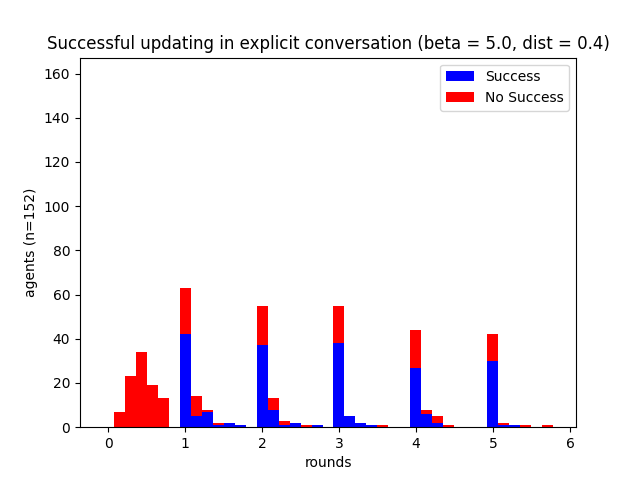 Successful updating in explicit conversation (beta = 5.0, dist = 0.4)
Success
No Success
160
140
120
100
80
60
40
20
0
agents (n=152)
0 1 2 3 4 5 6
rounds